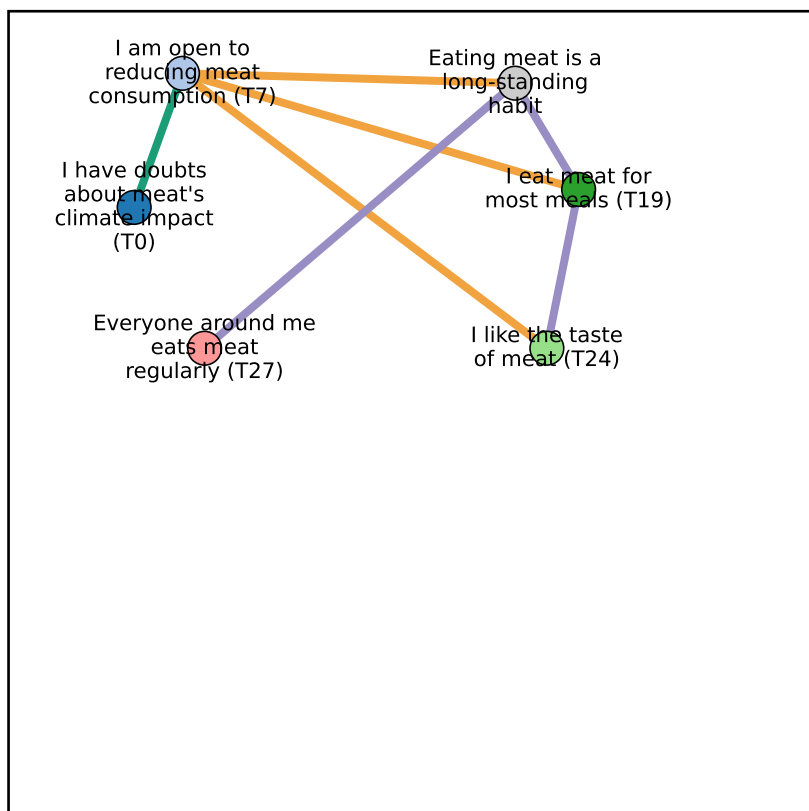 I am open to
reducing meat
consumption (T7)
Eating meat is a
long-standing
habit
I have doubts
about meat's
climate impact
(T0)
I eat meat for
most meals (T19)
Everyone around me
eats meat
regularly (T27)
I like the taste
of meat (T24)